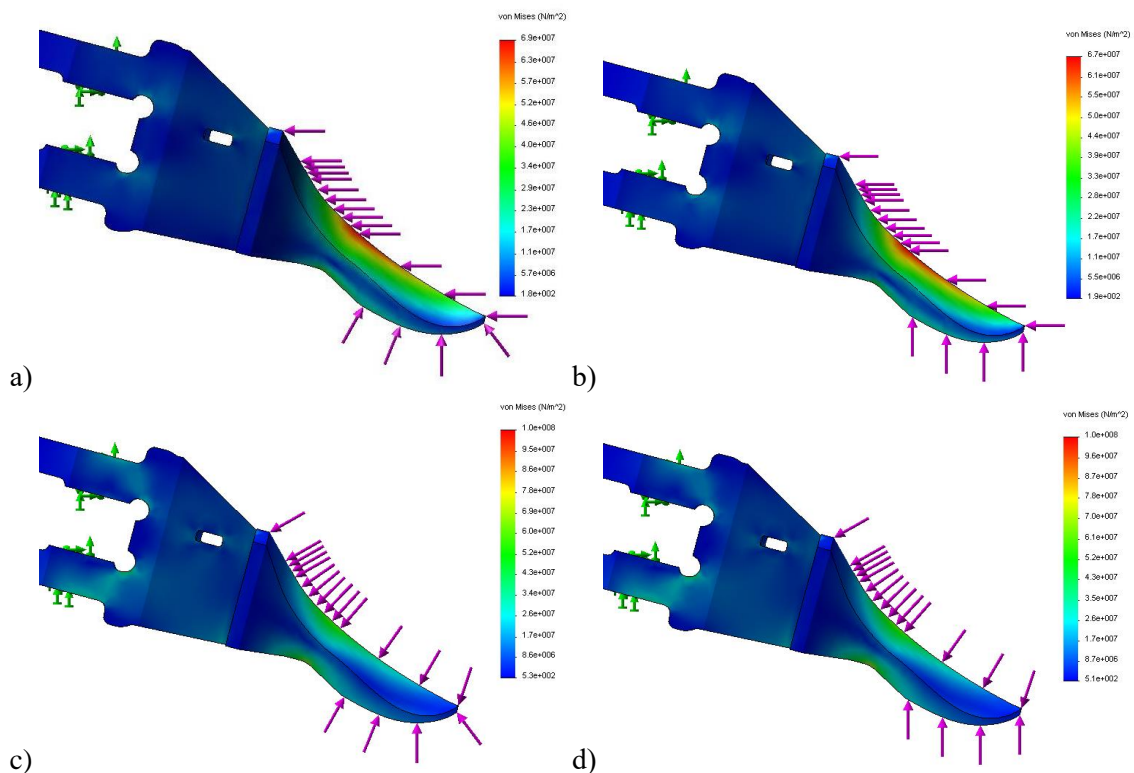 von Mises (N/m^2)
6.9e+007
6.3e+007
5.7e+007
5.2e+007
4.6e+007
4.0e+007
3.4e+007
2.9e+007
2.3e+007
1.7e+007
1.1e+007
5.7e+006
1.8e+002
a)
von Mises (N/m^2)
6.7e+007
6.1e+007
5.5e+007
5.0e+007
4.4e+007
3.9e+007
3.3e+007
2.8e+007
2.2e+007
1.7e+007
1.1e+007
5.5e+006
1.9e+002
b)
von Mises (N/m^2)
1.0e+008
9.5e+007
8.6e+007
7.8e+007
6.9e+007
6.0e+007
5.2e+007
4.3e+007
3.4e+007
2.6e+007
1.7e+007
8.6e+006
5.3e+002
c)
von Mises (N/m^2)
1.0e+008
9.6e+007
8.7e+007
7.8e+007
7.0e+007
6.1e+007
5.2e+007
4.3e+007
3.5e+007
2.6e+007
1.7e+007
8.7e+006
5.1e+002
d)